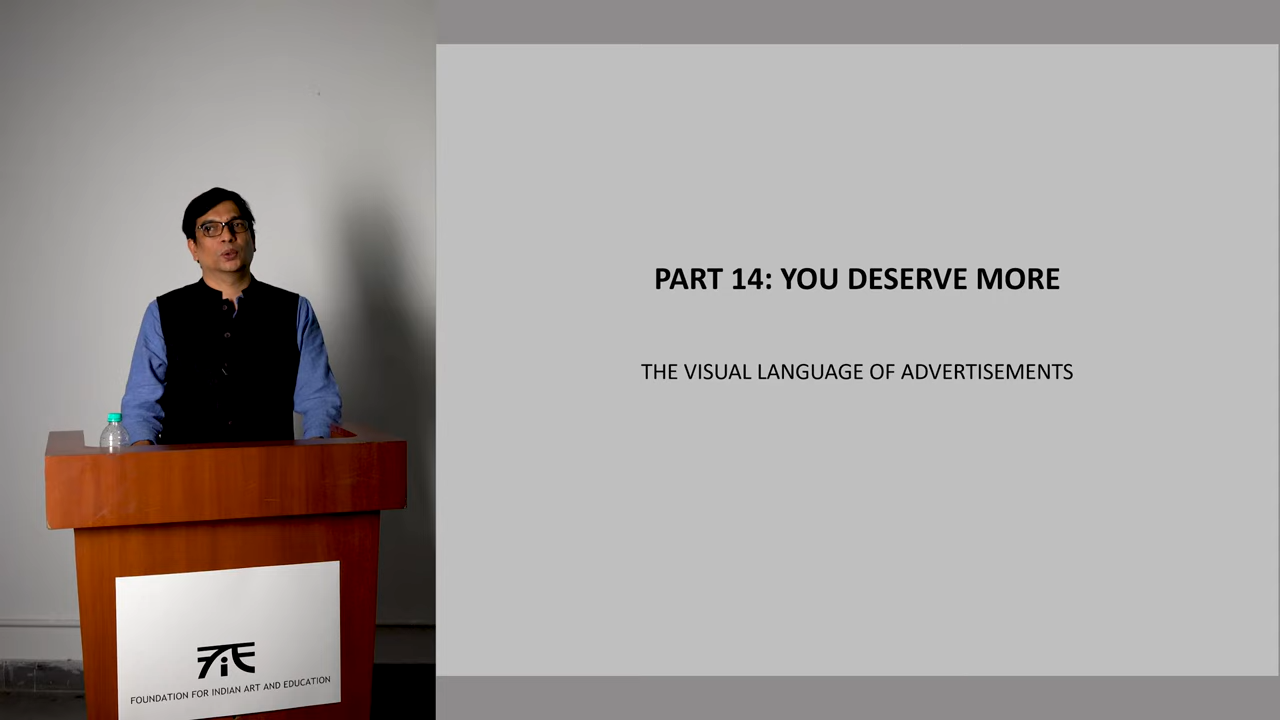 PART 14: YOU DESERVE MORE
THE VISUAL LANGUAGE OF ADVERTISEMENTS
FIAE
FOUNDATION FOR INDIAN ART AND EDUCATION